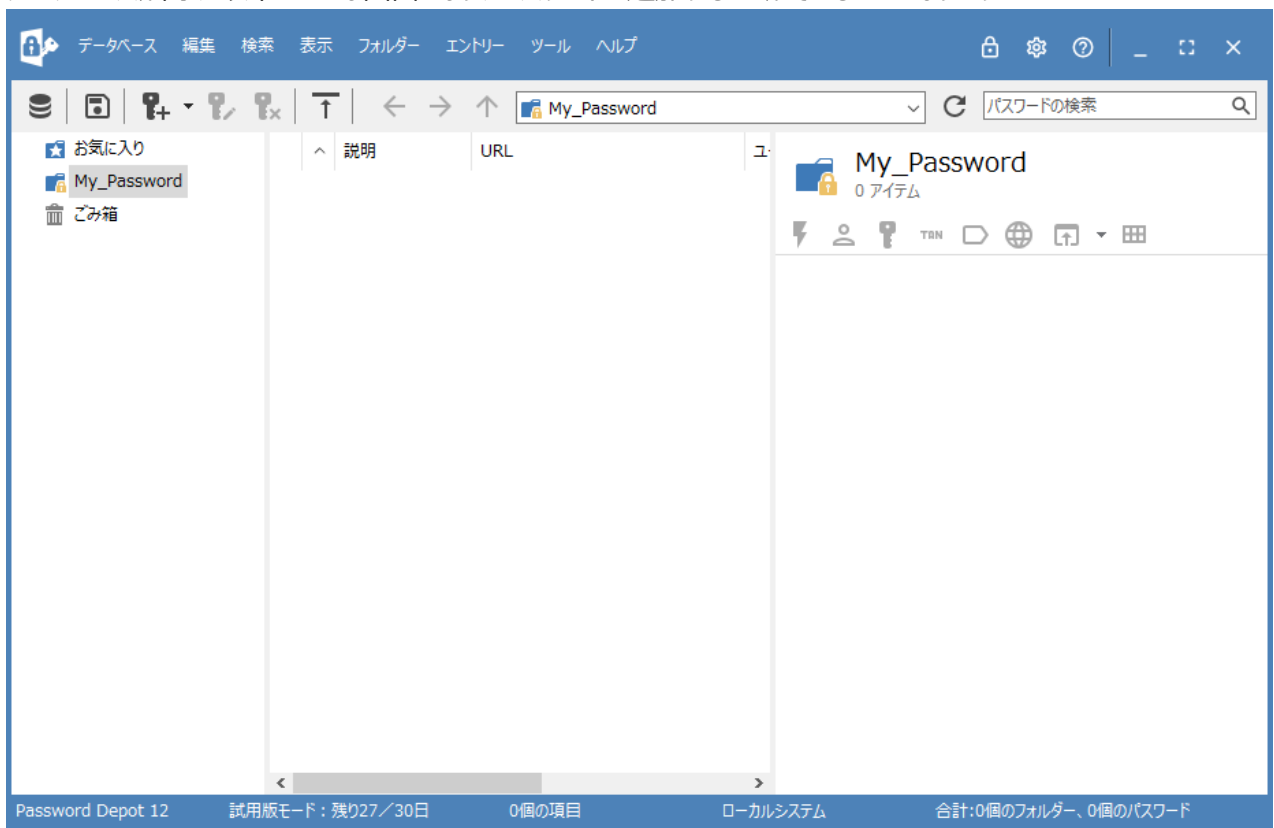 データベース 編集 検索 表示 フォルダー エントリー ツール ヘルプ
My_Password パスワードの検索
お気に入り
My_Password
ごみ箱
説明 URL ユー
My_Password
0 アイテム
TAN
Password Depot 12 試用版モード：残り27／30日 0個の項目 ローカルシステム 合計:0個のフォルダー、0個のパスワード